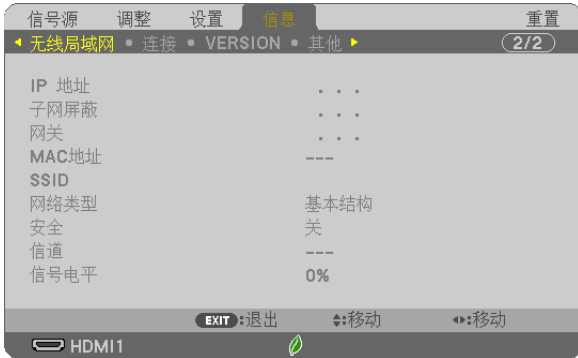 信号源 调整 设置 信息 重置
◀ 无线局域网 ● 连接 ● VERSION ● 其他 ▶ 2/2
IP 地址 . . .
子网屏蔽 . . .
网关 . . .
MAC地址 ---
SSID
网络类型 基本结构
安全 关
信道 ---
信号电平 0%
EXIT :退出 ♦:移动 ◂▸:移动
HDMI1